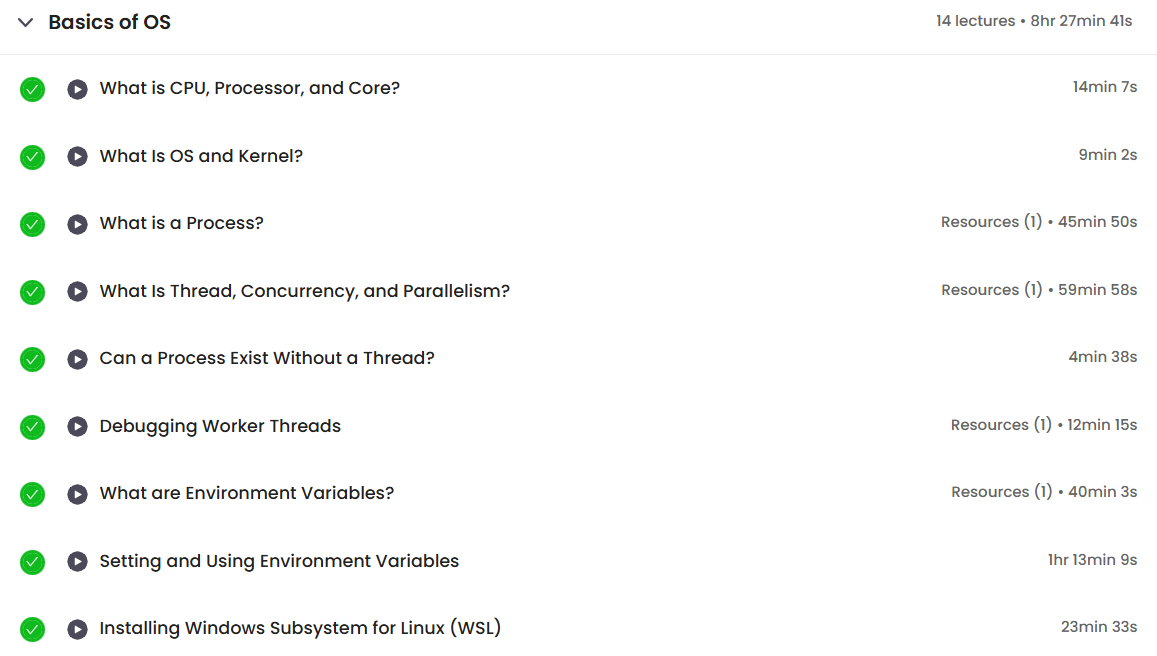 Basics of OS 14 lectures • 8hr 27min 41s
What is CPU, Processor, and Core? 14min 7s
What Is OS and Kernel? 9min 2s
What is a Process? Resources (1) • 45min 50s
What Is Thread, Concurrency, and Parallelism? Resources (1) • 59min 58s
Can a Process Exist Without a Thread? 4min 38s
Debugging Worker Threads Resources (1) • 12min 15s
What are Environment Variables? Resources (1) • 40min 3s
Setting and Using Environment Variables 1hr 13min 9s
Installing Windows Subsystem for Linux (WSL) 23min 33s